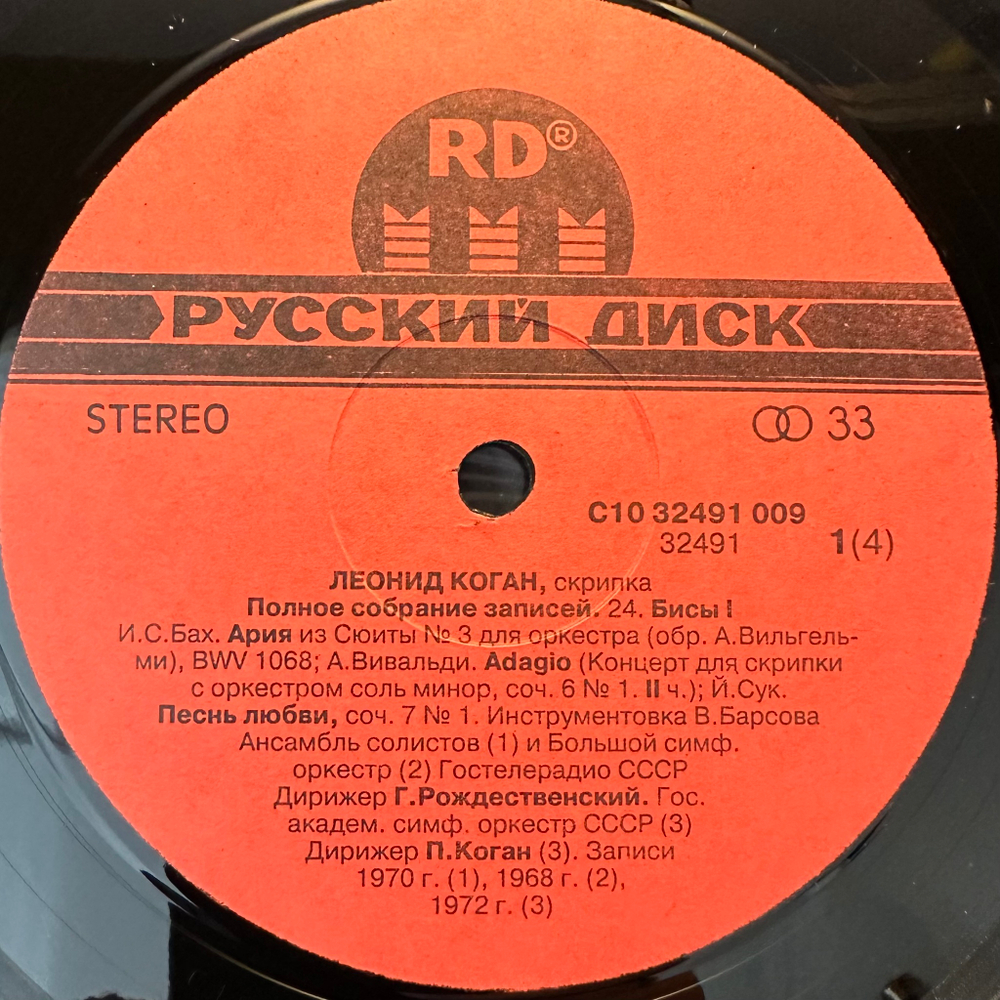 RD®
РУССКИЙ ДИСК
STEREO
33
С10 32491 009
32491 1(4)
ЛЕОНИД КОГАН, скрипка
Полное собрание записей. 24. Бисы I
И.С.Бах. Ария из Сюиты № 3 для оркестра (обр. А.Вильгель-
ми), BWV 1068; А.Вивальди. Adagio (Концерт для скрипки
с оркестром соль минор, соч. 6 № 1. II ч.); Й.Сук.
Песнь любви, соч. 7 № 1. Инструментовка В.Барсова
Ансамбль солистов (1) и Большой симф.
оркестр (2) Гостелерадио СССР
Дирижер Г.Рождественский. Гос.
академ. симф. оркестр СССР (3)
Дирижер П.Коган (3). Записи
1970 г. (1), 1968 г. (2),
1972 г. (3)